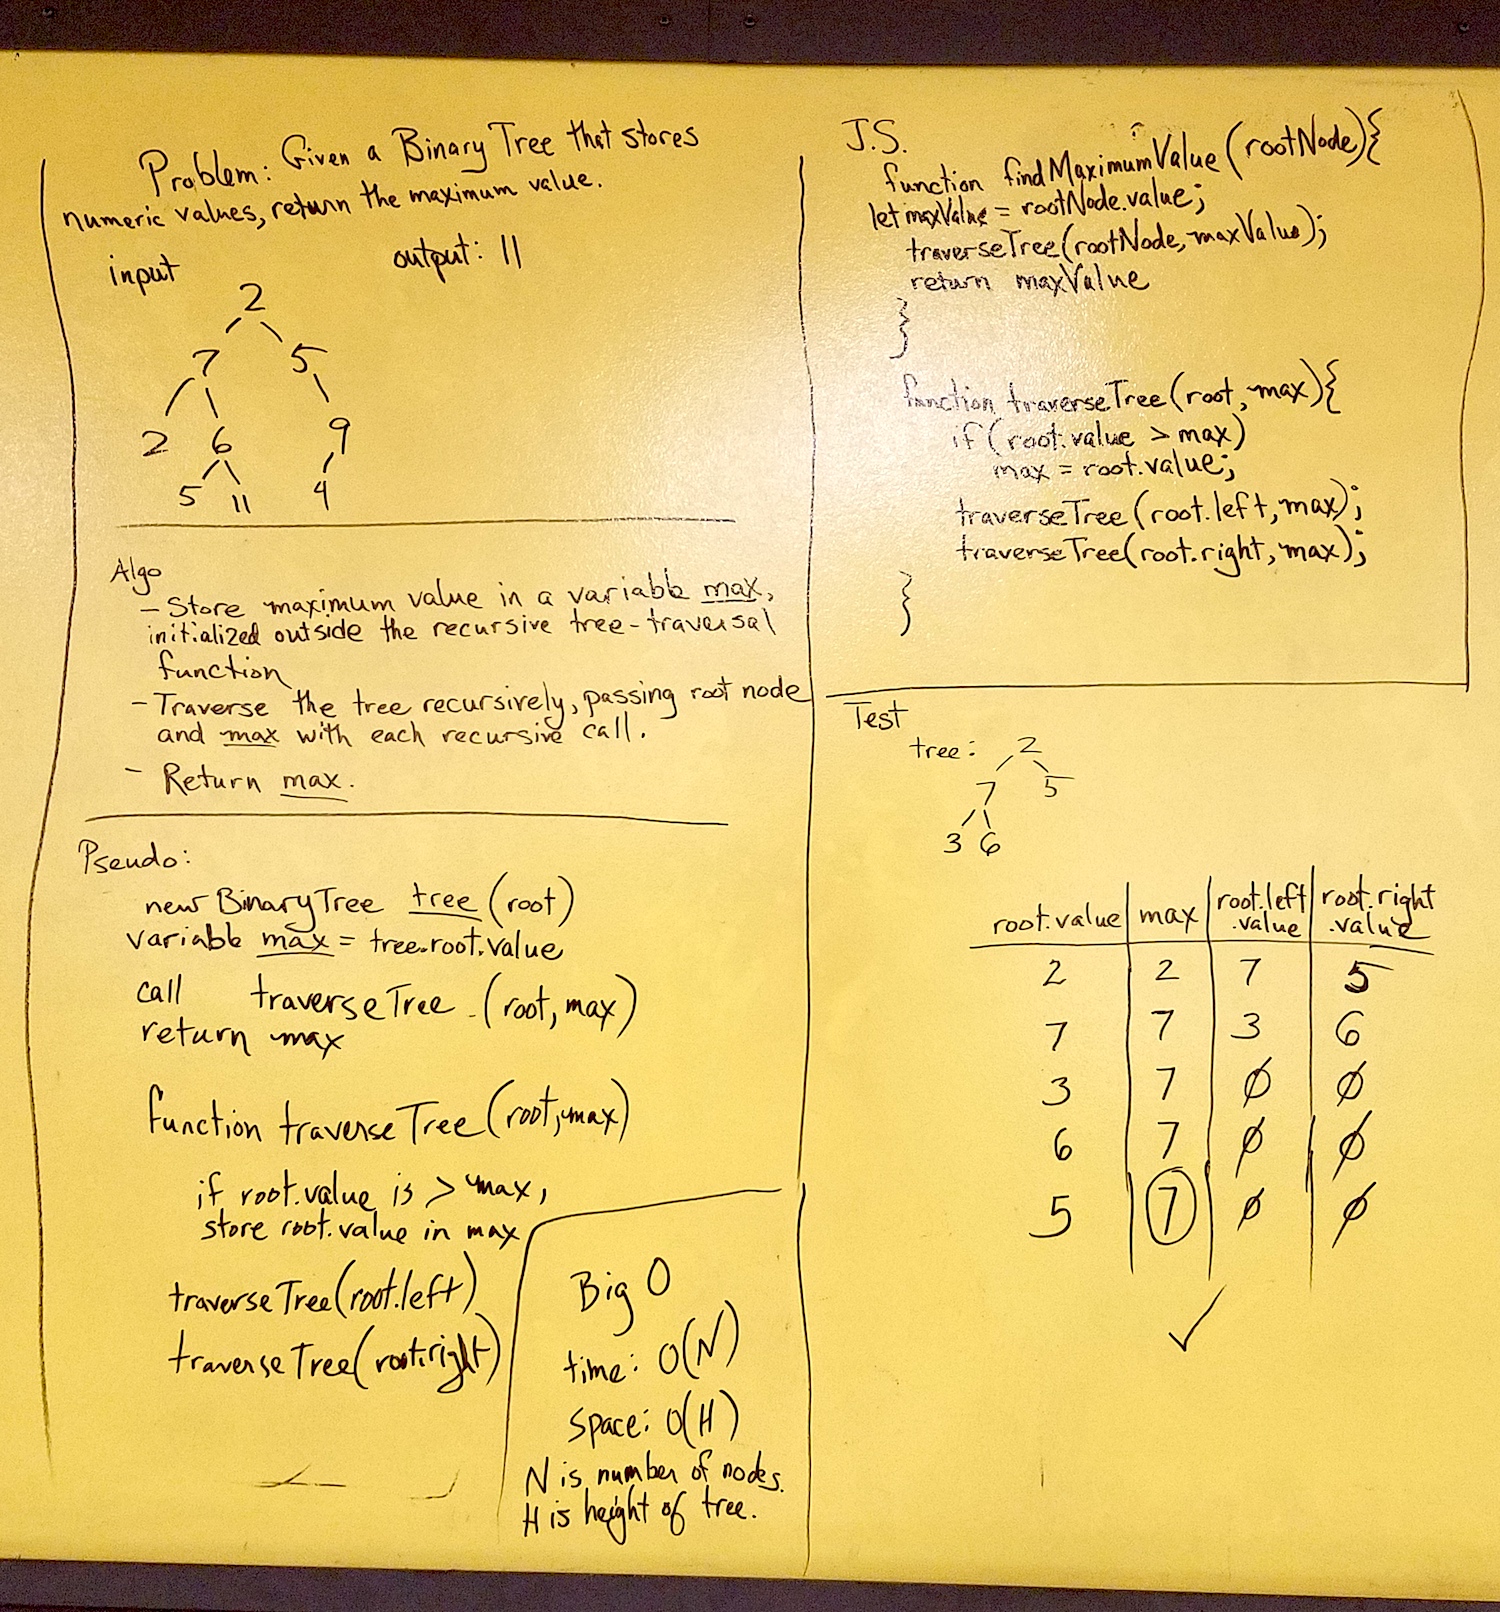 Problem: Given a Binary Tree that stores
numeric values, return the maximum value.
input
output: 11
2
7 5
2 6 9
5 11 4
Algo
- Store maximum value in a variable max,
initialized outside the recursive tree-traversal
function
- Traverse the tree recursively, passing root node
and max with each recursive call.
- Return max.
Pseudo:
new BinaryTree tree (root)
variable max = tree.root.value
call traverseTree (root, max)
return max
function traverseTree (root, max)
if root.value is > max,
store root.value in max
traverseTree(root.left)
traverseTree(root.right)
Big O
time: O(N)
space: O(H)
N is number of nodes.
H is height of tree.
J.S.
function findMaximumValue (rootNode){
let maxValue = rootNode.value;
traverseTree(rootNode, maxValue);
return maxValue
}
function traverseTree(root, max){
if (root.value > max)
max = root.value;
traverseTree(root.left, max);
traverseTree(root.right, max);
}
Test
tree: 2
7 5
3 6
root.value max root.left.value root.right.value
2 2 7 5
7 7 3 6
3 7 Ø Ø
6 7 Ø Ø
5 7 Ø Ø
✓